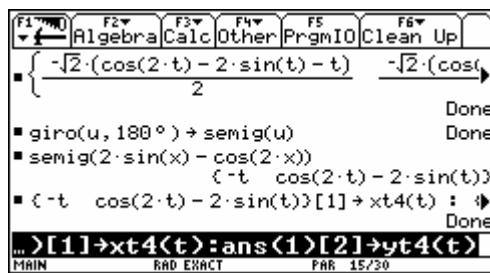 F1 F2 F3 F4 F5 F6
Algebra Calc Other PrgmIO Clean Up
{ -√2·(cos(2·t)-2·sin(t)-t)/2 -√2·(cos(
Done
giro(u,180°)→semig(u) Done
semig(2·sin(x)-cos(2·x))
{-t cos(2·t)-2·sin(t)}
{-t cos(2·t)-2·sin(t)}[1]→xt4(t) :
Done
…)[1]→xt4(t):ans(1)[2]→yt4(t)
MAIN RAD EXACT PAR 15/30